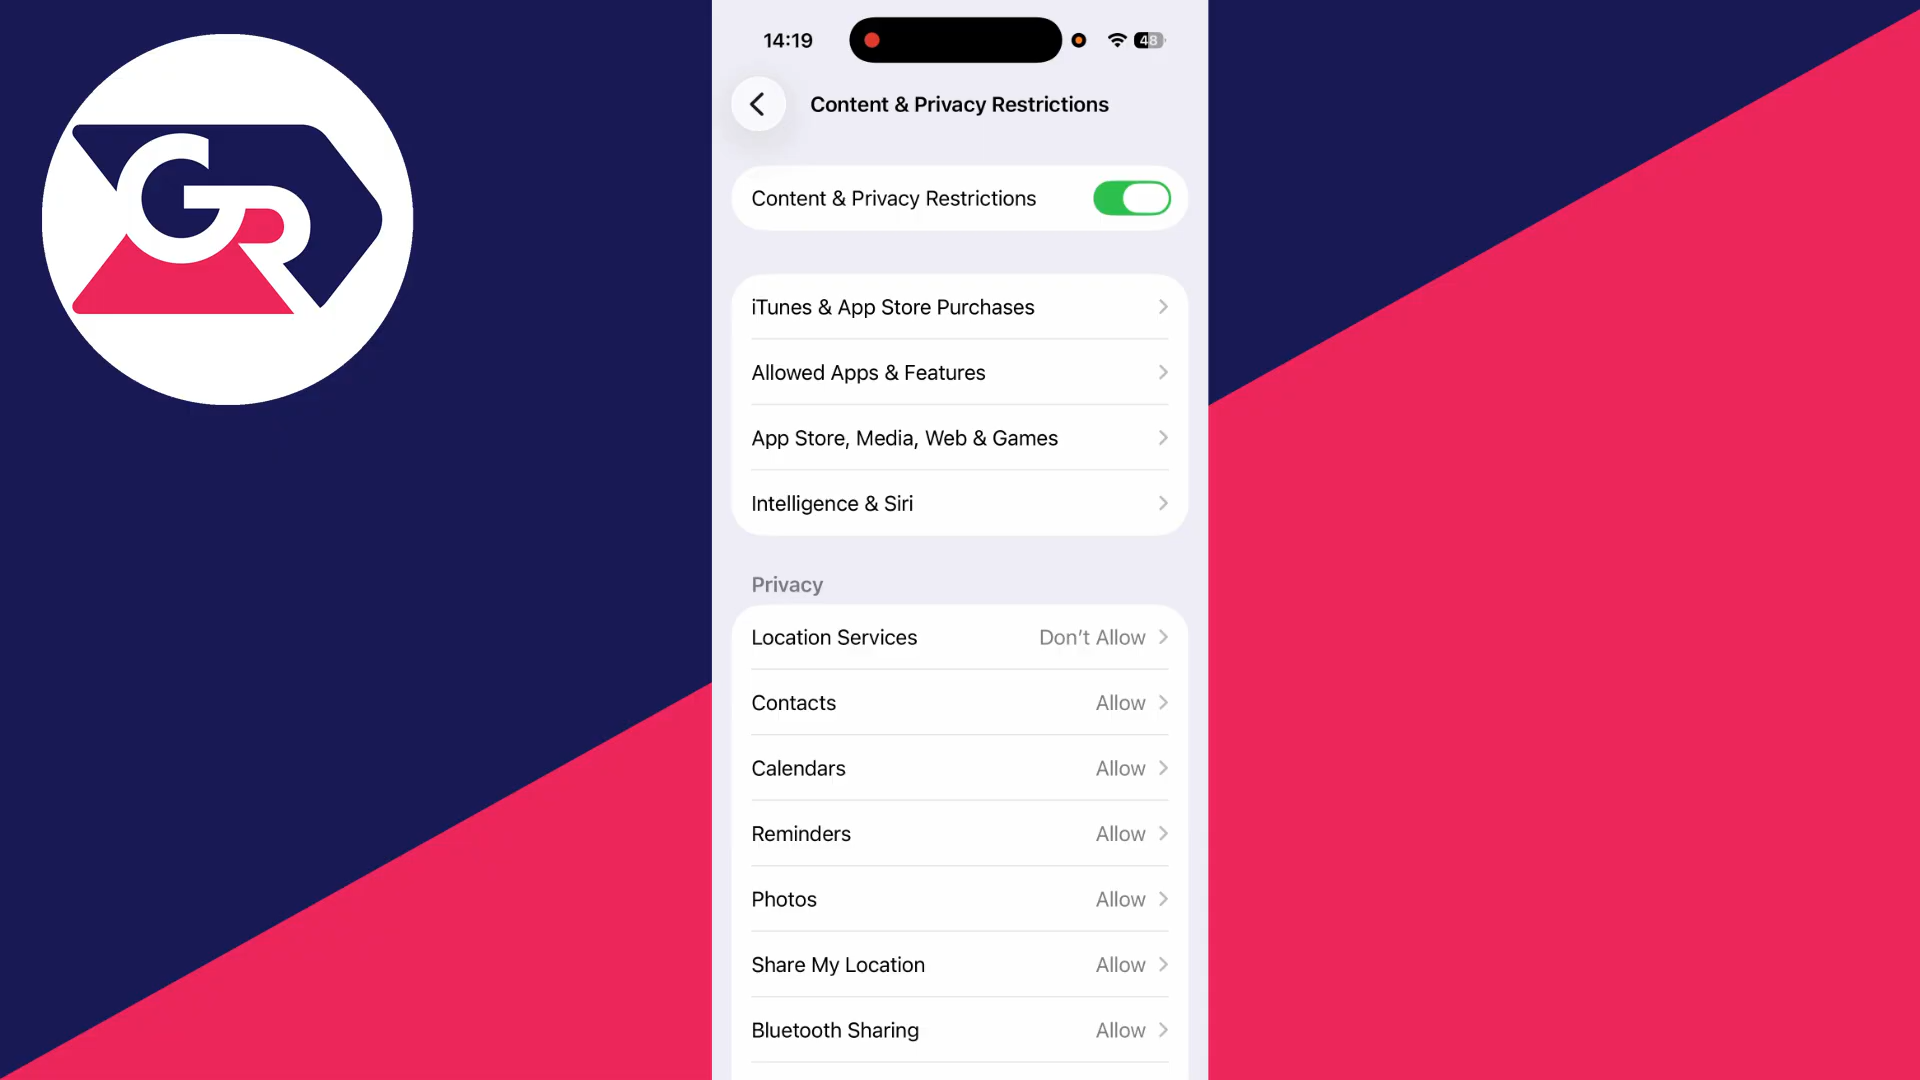 GR
14:19
48
Content & Privacy Restrictions
Content & Privacy Restrictions
iTunes & App Store Purchases
Allowed Apps & Features
App Store, Media, Web & Games
Intelligence & Siri
Privacy
Location Services Don’t Allow
Contacts Allow
Calendars Allow
Reminders Allow
Photos Allow
Share My Location Allow
Bluetooth Sharing Allow